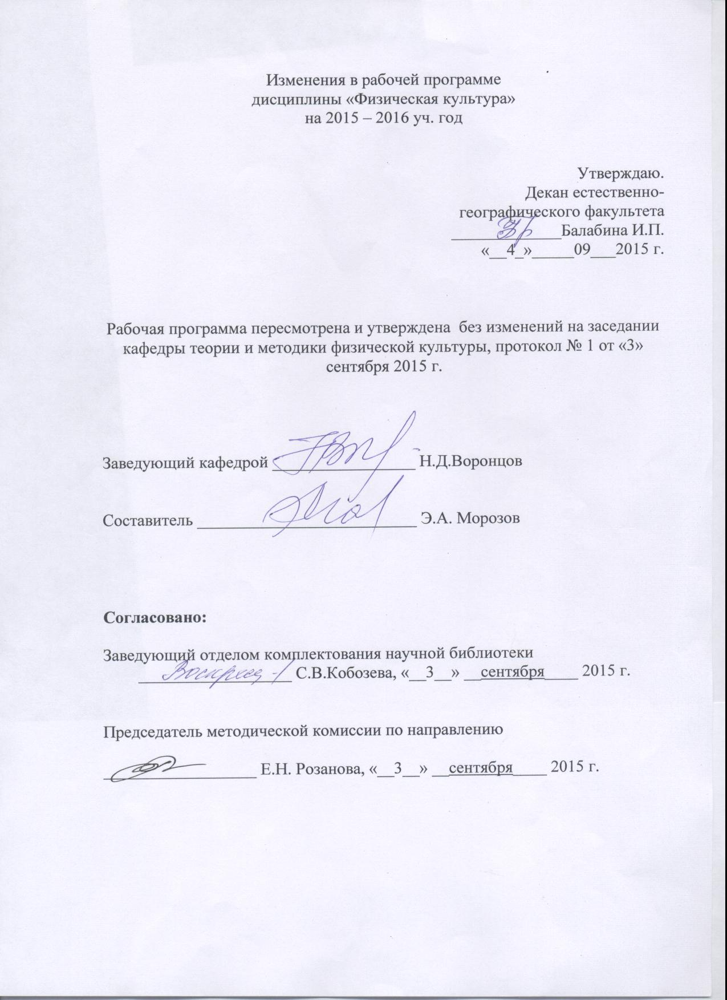 Изменения в рабочей программе
дисциплины «Физическая культура»
на 2015 – 2016 уч. год
Утверждаю.
Декан естественно-
географического факультета
_____________Балабина И.П.
«__4_»_____09___2015 г.
Рабочая программа пересмотрена и утверждена без изменений на заседании
кафедры теории и методики физической культуры, протокол № 1 от «3»
сентября 2015 г.
Заведующий кафедрой _________________ Н.Д.Воронцов
Составитель __________________________ Э.А. Морозов
Согласовано:
Заведующий отделом комплектования научной библиотеки
__________________ С.В.Кобозева, «__3__» __сентября____ 2015 г.
Председатель методической комиссии по направлению
__________________ Е.Н. Розанова, «__3__» __сентября____ 2015 г.